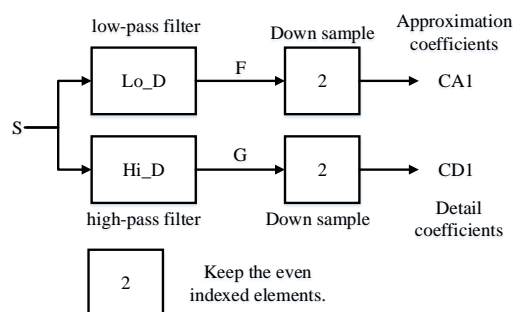 low-pass filter
Down sample
Approximation
coefficients
Lo_D
F
2
CA1
S
Hi_D
G
2
CD1
high-pass filter
Down sample
Detail
coefficients
2
Keep the even
indexed elements.